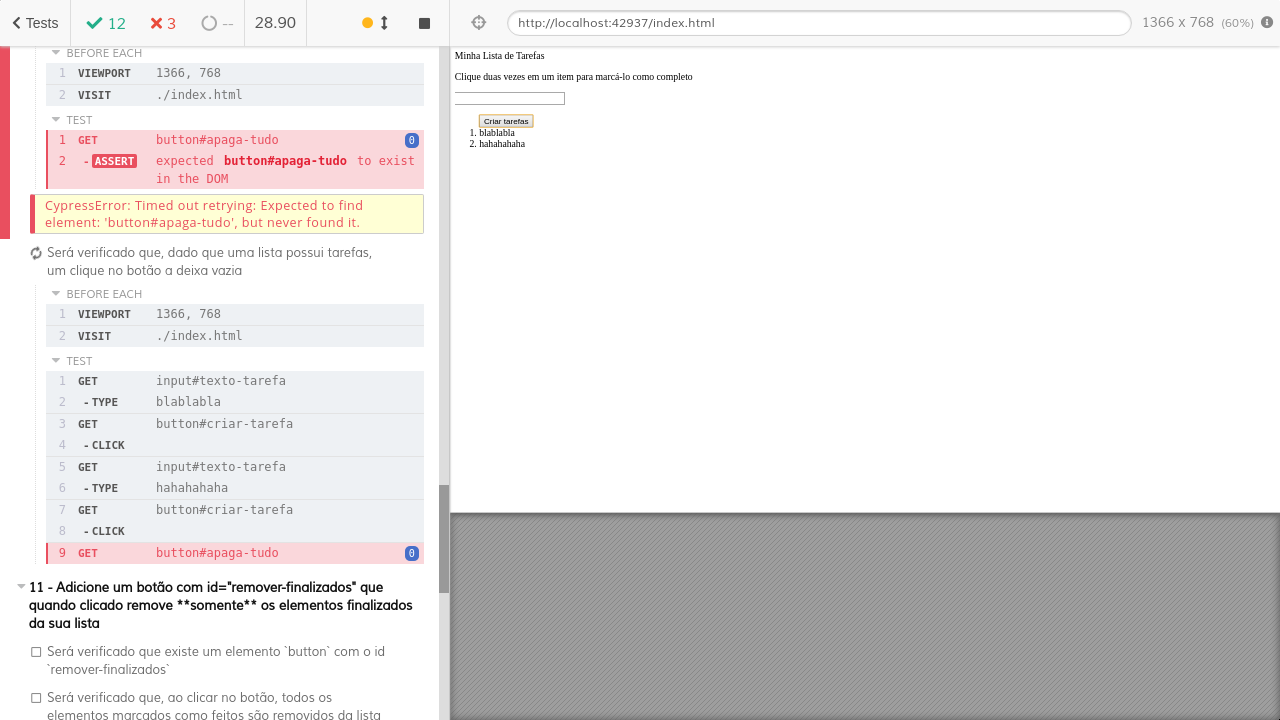 Tests 12 3 -- 28.90
BEFORE EACH
1 VIEWPORT 1366, 768
2 VISIT ./index.html
TEST
1 GET button#apaga-tudo 0
2 -ASSERT expected button#apaga-tudo to exist
in the DOM
CypressError: Timed out retrying: Expected to find
element: 'button#apaga-tudo', but never found it.
Será verificado que, dado que uma lista possui tarefas,
um clique no botão a deixa vazia
BEFORE EACH
1 VIEWPORT 1366, 768
2 VISIT ./index.html
TEST
1 GET input#texto-tarefa
2 -TYPE blablabla
3 GET button#criar-tarefa
4 -CLICK
5 GET input#texto-tarefa
6 -TYPE hahahahaha
7 GET button#criar-tarefa
8 -CLICK
9 GET button#apaga-tudo 0
11 - Adicione um botão com id="remover-finalizados" que
quando clicado remove **somente** os elementos finalizados
da sua lista
Será verificado que existe um elemento `button` com o id
`remover-finalizados`
Será verificado que, ao clicar no botão, todos os
elementos marcados como feitos são removidos da lista
http://localhost:42937/index.html 1366 x 768 (60%)
Minha Lista de Tarefas
Clique duas vezes em um item para marcá-lo como completo
Criar tarefas
1. blablabla
2. hahahahaha